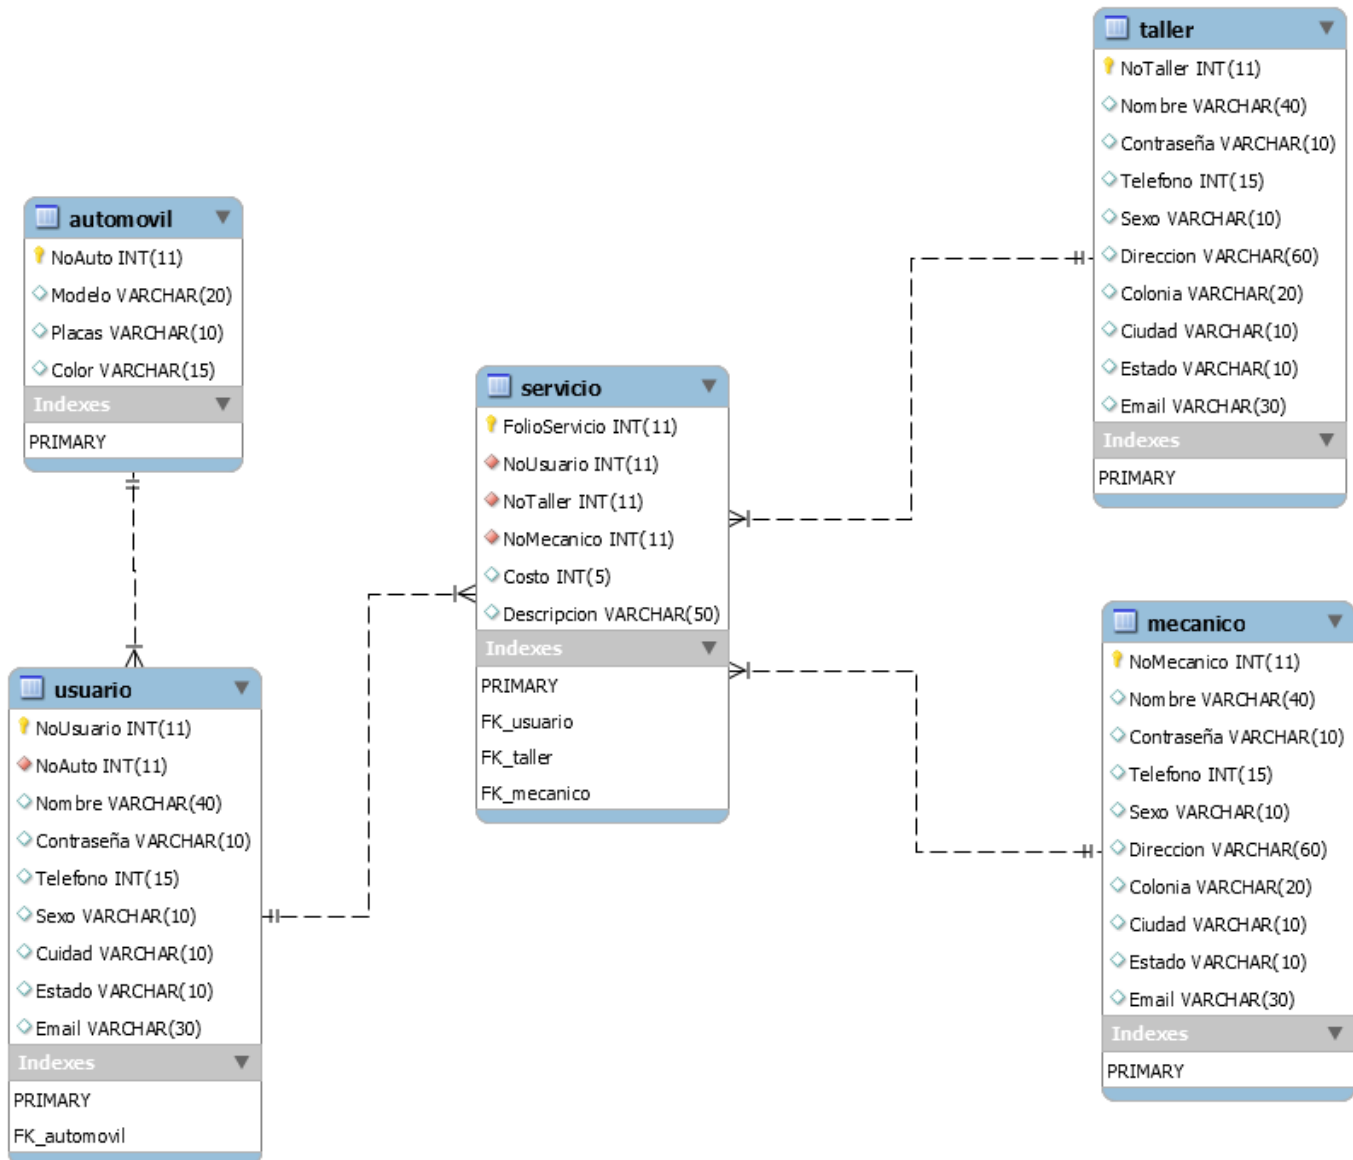 automovil
NoAuto INT(11)
Modelo VARCHAR(20)
Placas VARCHAR(10)
Color VARCHAR(15)
Indexes
PRIMARY
usuario
NoUsuario INT(11)
NoAuto INT(11)
Nombre VARCHAR(40)
Contraseña VARCHAR(10)
Telefono INT(15)
Sexo VARCHAR(10)
Cuidad VARCHAR(10)
Estado VARCHAR(10)
Email VARCHAR(30)
Indexes
PRIMARY
FK_automovil
servicio
FolioServicio INT(11)
NoUsuario INT(11)
NoTaller INT(11)
NoMecanico INT(11)
Costo INT(5)
Descripcion VARCHAR(50)
Indexes
PRIMARY
FK_usuario
FK_taller
FK_mecanico
taller
NoTaller INT(11)
Nombre VARCHAR(40)
Contraseña VARCHAR(10)
Telefono INT(15)
Sexo VARCHAR(10)
Direccion VARCHAR(60)
Colonia VARCHAR(20)
Ciudad VARCHAR(10)
Estado VARCHAR(10)
Email VARCHAR(30)
Indexes
PRIMARY
mecanico
NoMecanico INT(11)
Nombre VARCHAR(40)
Contraseña VARCHAR(10)
Telefono INT(15)
Sexo VARCHAR(10)
Direccion VARCHAR(60)
Colonia VARCHAR(20)
Ciudad VARCHAR(10)
Estado VARCHAR(10)
Email VARCHAR(30)
Indexes
PRIMARY